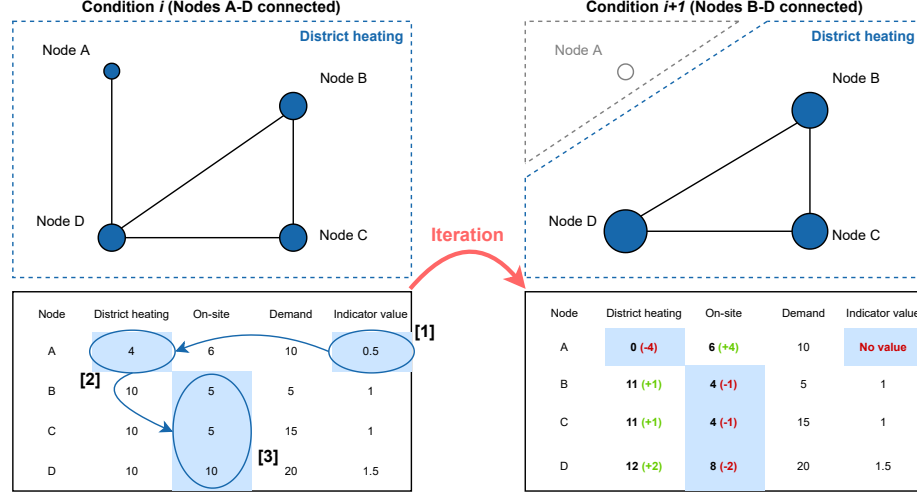 Condition i (Nodes A-D connected)
District heating
Node A
Node B
Node D
Node C
Iteration
Condition i+1 (Nodes B-D connected)
District heating
Node A
Node B
Node D
Node C
Node District heating On-site Demand Indicator value
A 4 6 10 0.5
B 10 5 5 1
C 10 5 15 1
D 10 10 20 1.5
[1]
[2]
[3]
Node District heating On-site Demand Indicator value
A 0 (-4) 6 (+4) 10 No value
B 11 (+1) 4 (-1) 5 1
C 11 (+1) 4 (-1) 15 1
D 12 (+2) 8 (-2) 20 1.5